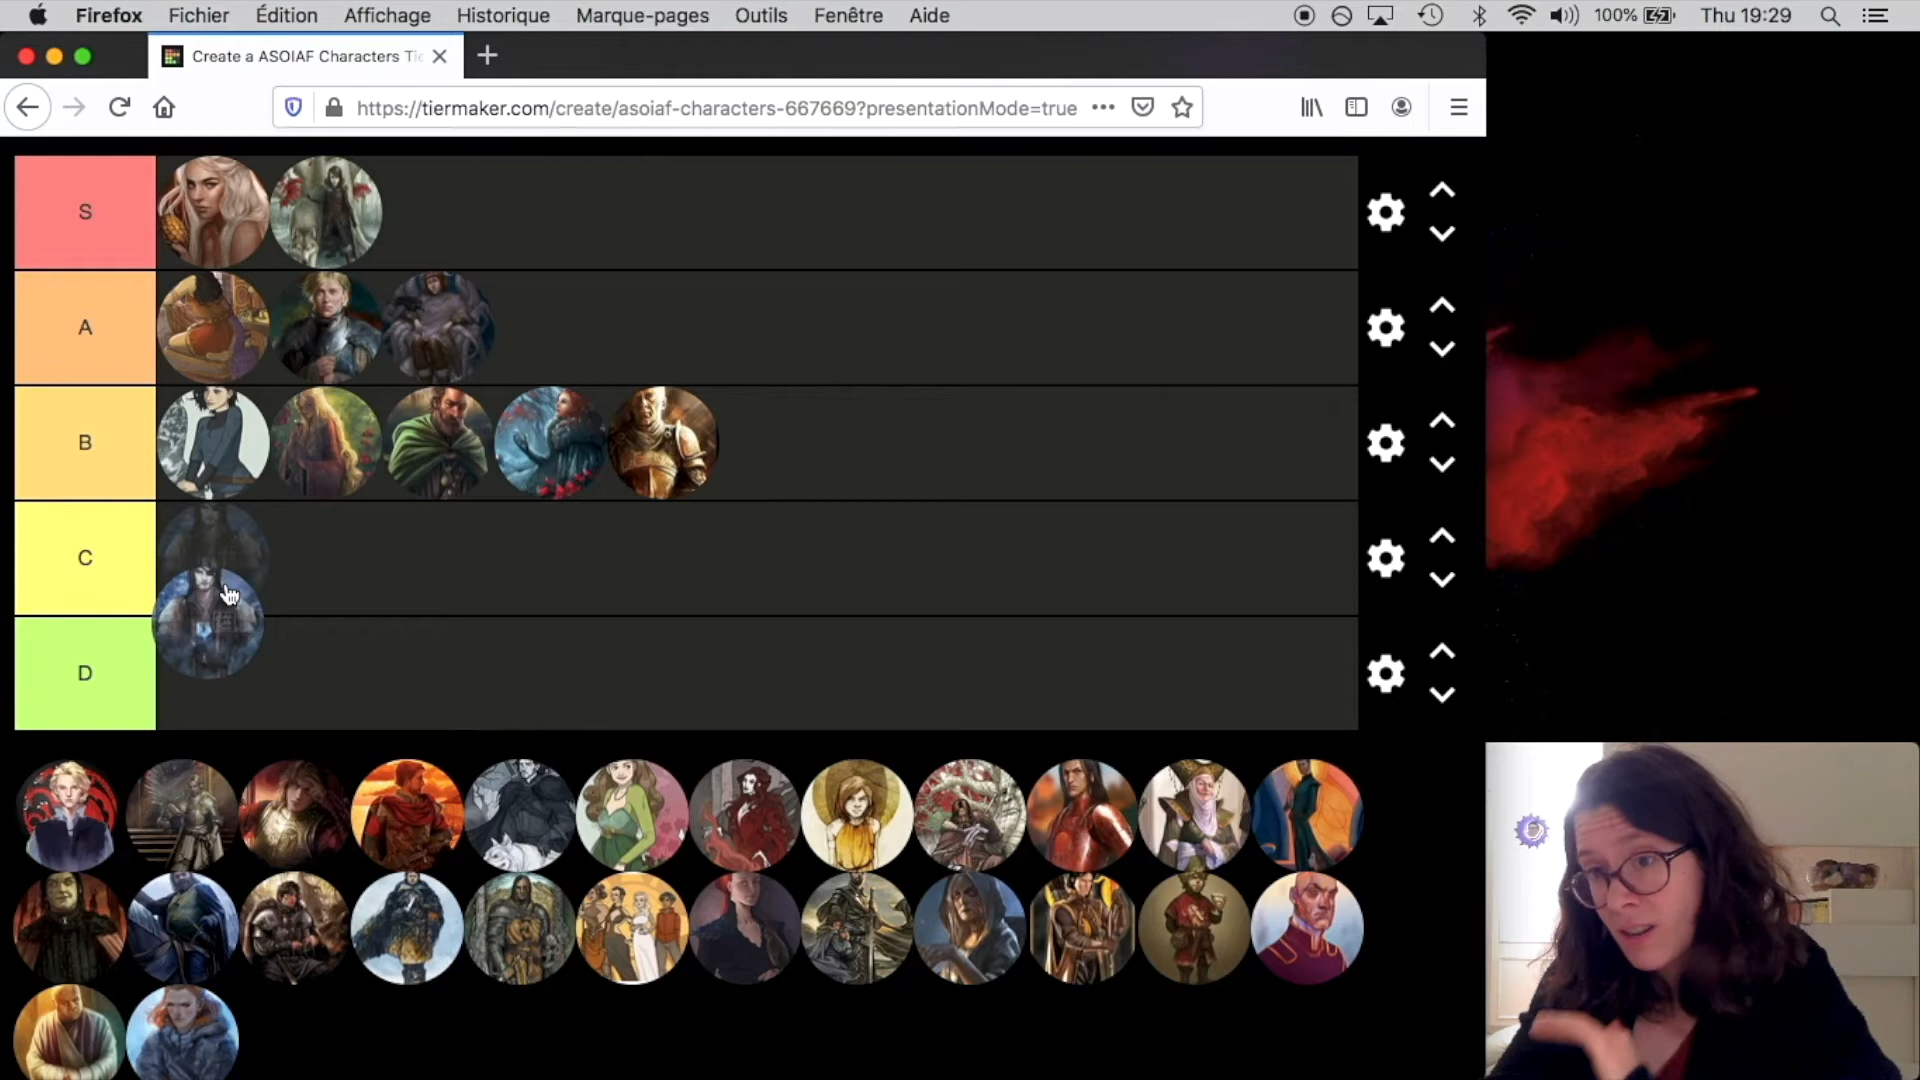 Firefox Fichier Édition Affichage Historique Marque-pages Outils Fenêtre Aide 100% Thu 19:29
Create a ASOIAF Characters Tie
https://tiermaker.com/create/asoiaf-characters-667669?presentationMode=true
S
A
B
C
D